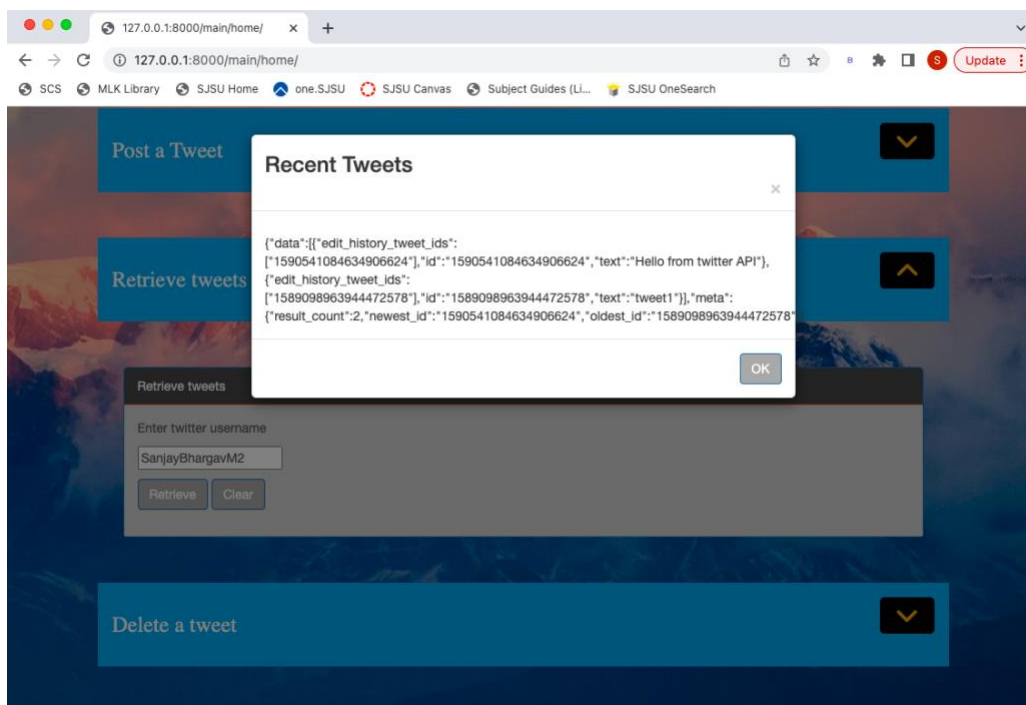 127.0.0.1:8000/main/home/
127.0.0.1:8000/main/home/
S
Update
SCS
MLK Library
SJSU Home
one.SJSU
SJSU Canvas
Subject Guides (Li...
SJSU OneSearch
Post a Tweet
Recent Tweets
×
{"data":[{"edit_history_tweet_ids":
["1590541084634906624"],"id":"1590541084634906624","text":"Hello from twitter API"},
{"edit_history_tweet_ids":
["1589098963944472578"],"id":"1589098963944472578","text":"tweet1"}],"meta":
{"result_count":2,"newest_id":"1590541084634906624","oldest_id":"1589098963944472578"
OK
Retrieve tweets
Retrieve tweets
Enter twitter username
SanjayBhargavM2
Retrieve
Clear
Delete a tweet